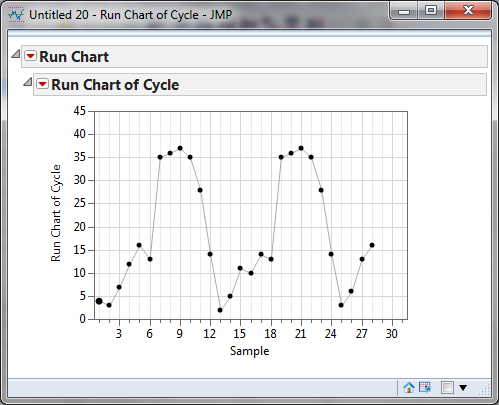 Untitled 20 - Run Chart of Cycle - JMP
Run Chart
Run Chart of Cycle
45
40
35
30
25
20
15
10
5
0
Run Chart of Cycle
3 6 9 12 15 18 21 24 27 30
Sample